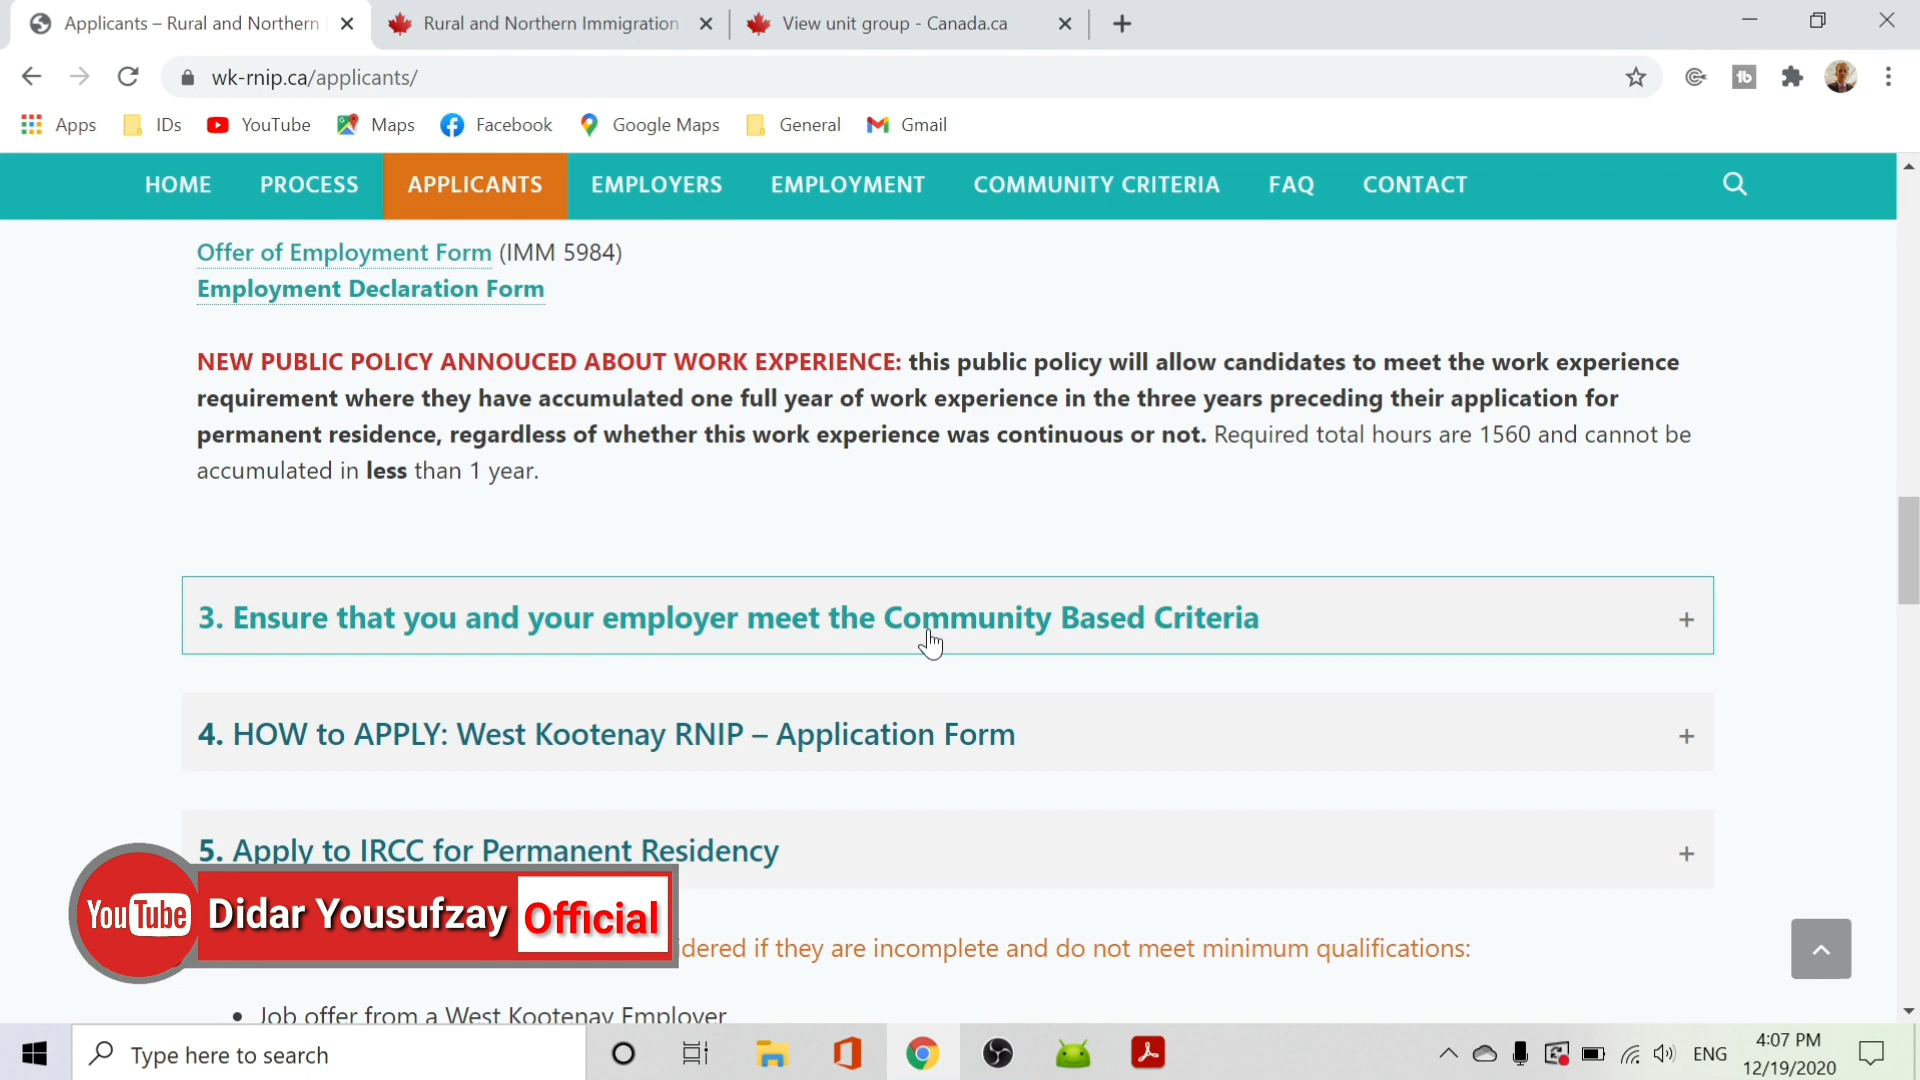 Applications – Rural and Northern
Rural and Northern Immigration
View unit group - Canada.ca
wk-rnip.ca/applicants/
Apps
IDs
YouTube
Maps
Facebook
Google Maps
General
Gmail
HOME
PROCESS
APPLICANTS
EMPLOYERS
EMPLOYMENT
COMMUNITY CRITERIA
FAQ
CONTACT
Offer of Employment Form (IMM 5984)
Employment Declaration Form
NEW PUBLIC POLICY ANNOUCED ABOUT WORK EXPERIENCE: this public policy will allow candidates to meet the work experience
requirement where they have accumulated one full year of work experience in the three years preceding their application for
permanent residence, regardless of whether this work experience was continuous or not. Required total hours are 1560 and cannot be
accumulated in less than 1 year.
3. Ensure that you and your employer meet the Community Based Criteria
+
4. HOW to APPLY: West Kootenay RNIP – Application Form
+
5. Apply to IRCC for Permanent Residency
+
YouTube
Didar Yousufzay Official
dered if they are incomplete and do not meet minimum qualifications:
• Job offer from a West Kootenay Employer
Type here to search
ENG
4:07 PM
12/19/2020